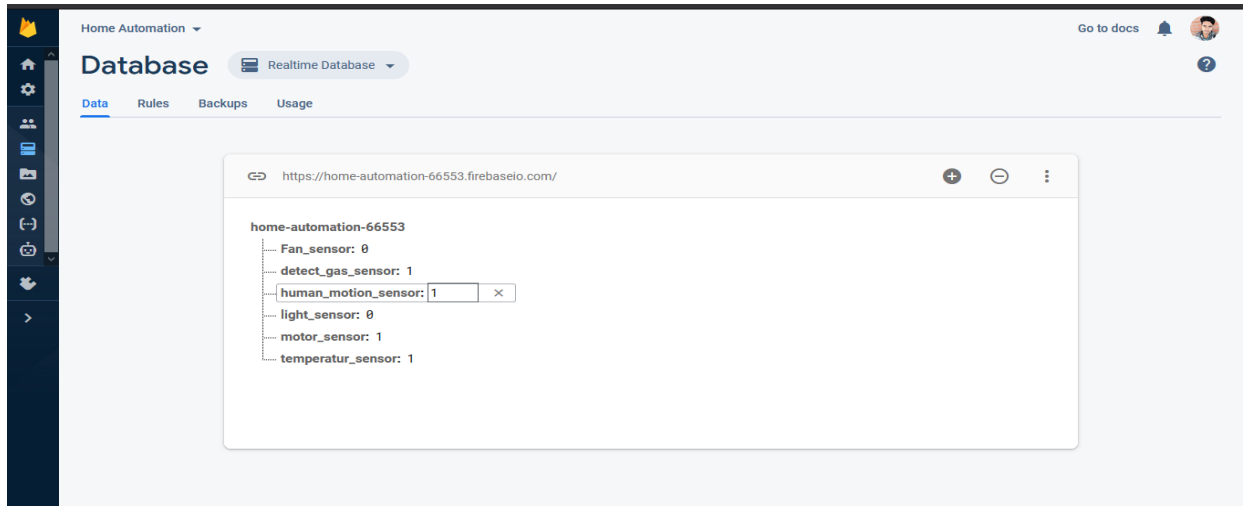 Home Automation
Go to docs
Database
Realtime Database
Data Rules Backups Usage
https://home-automation-66553.firebaseio.com/
home-automation-66553
Fan_sensor: 0
detect_gas_sensor: 1
human_motion_sensor: 1
light_sensor: 0
motor_sensor: 1
temperatur_sensor: 1